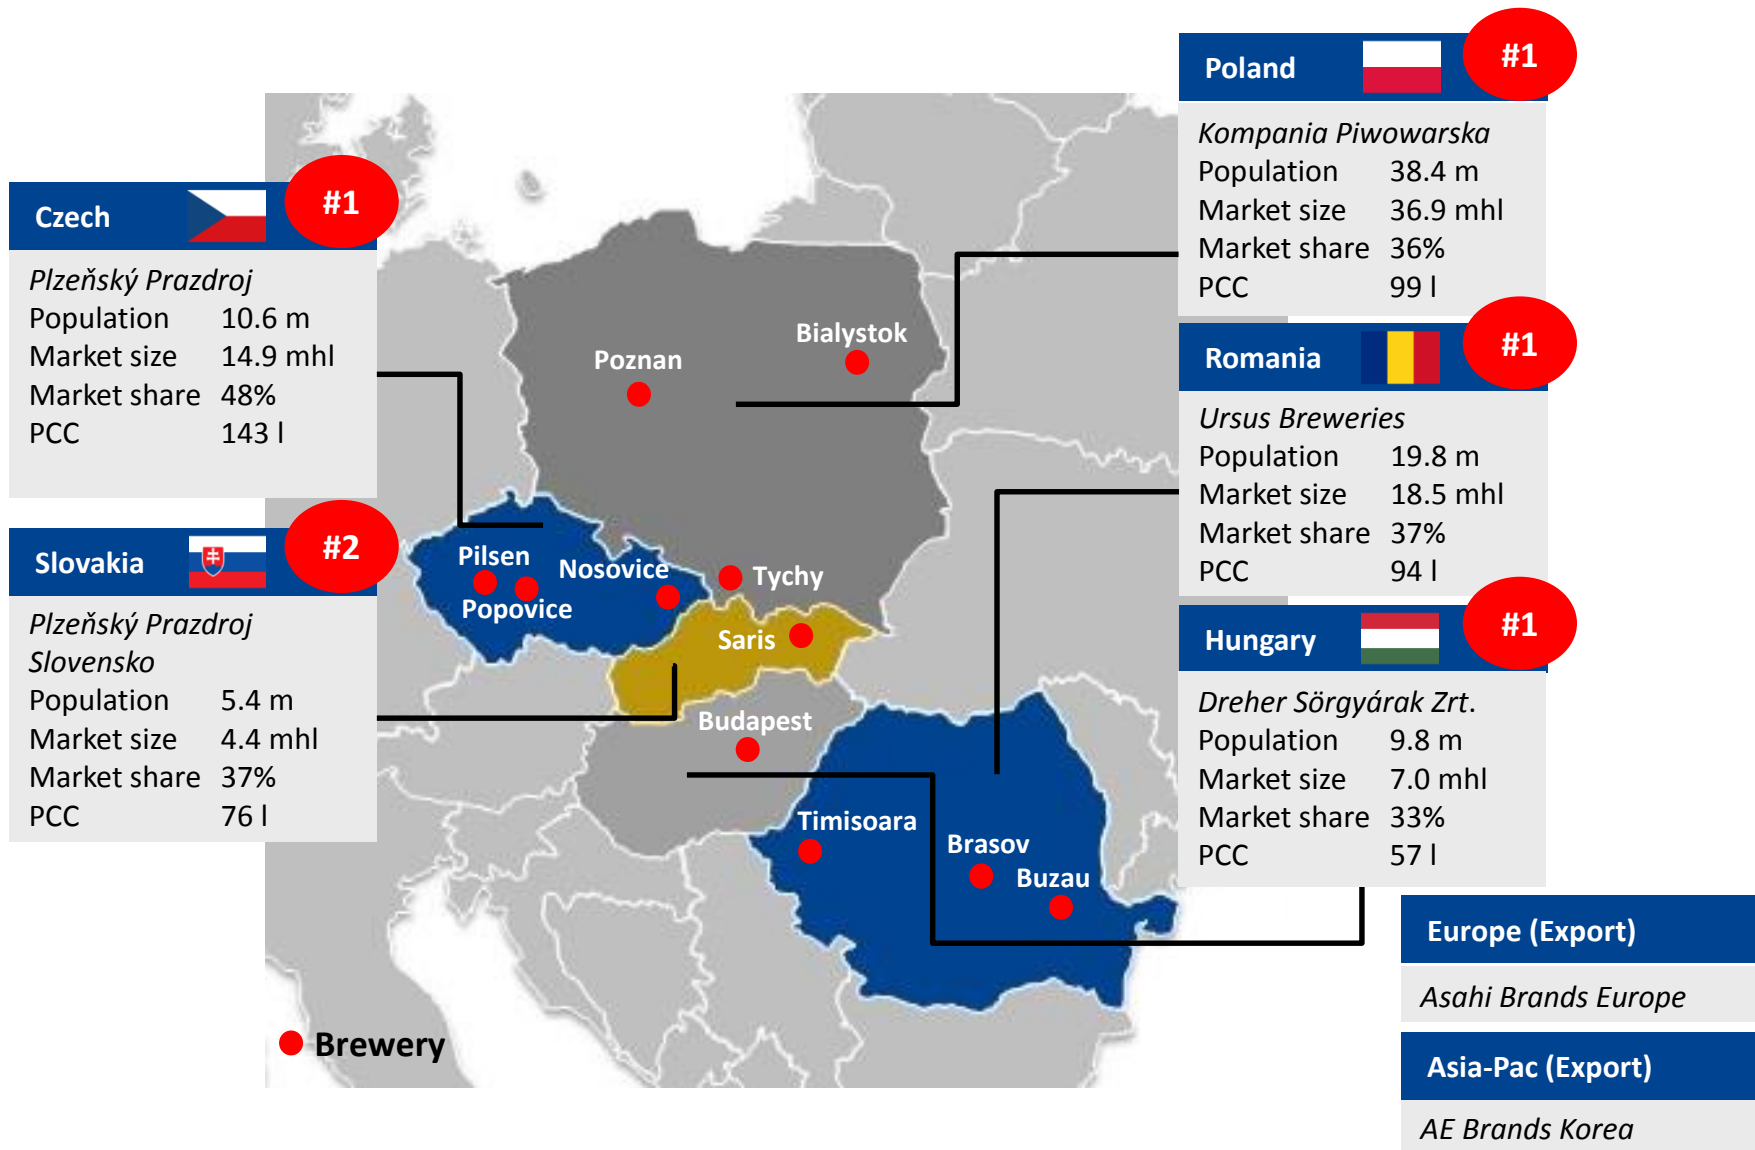 Czech
#1
Plzeňský Prazdroj
Population 10.6 m
Market size 14.9 mhl
Market share 48%
PCC 143 l
Slovakia
#2
Plzeňský Prazdroj
Slovensko
Population 5.4 m
Market size 4.4 mhl
Market share 37%
PCC 76 l
Poland
#1
Kompania Piwowarska
Population 38.4 m
Market size 36.9 mhl
Market share 36%
PCC 99 l
Romania
#1
Ursus Breweries
Population 19.8 m
Market size 18.5 mhl
Market share 37%
PCC 94 l
Hungary
#1
Dreher Sörgyárak Zrt.
Population 9.8 m
Market size 7.0 mhl
Market share 33%
PCC 57 l
Bialystok
Poznan
Pilsen
Nosovice
Tychy
Popovice
Saris
Budapest
Timisoara
Brasov
Buzau
Brewery
Europe (Export)
Asahi Brands Europe
Asia-Pac (Export)
AE Brands Korea